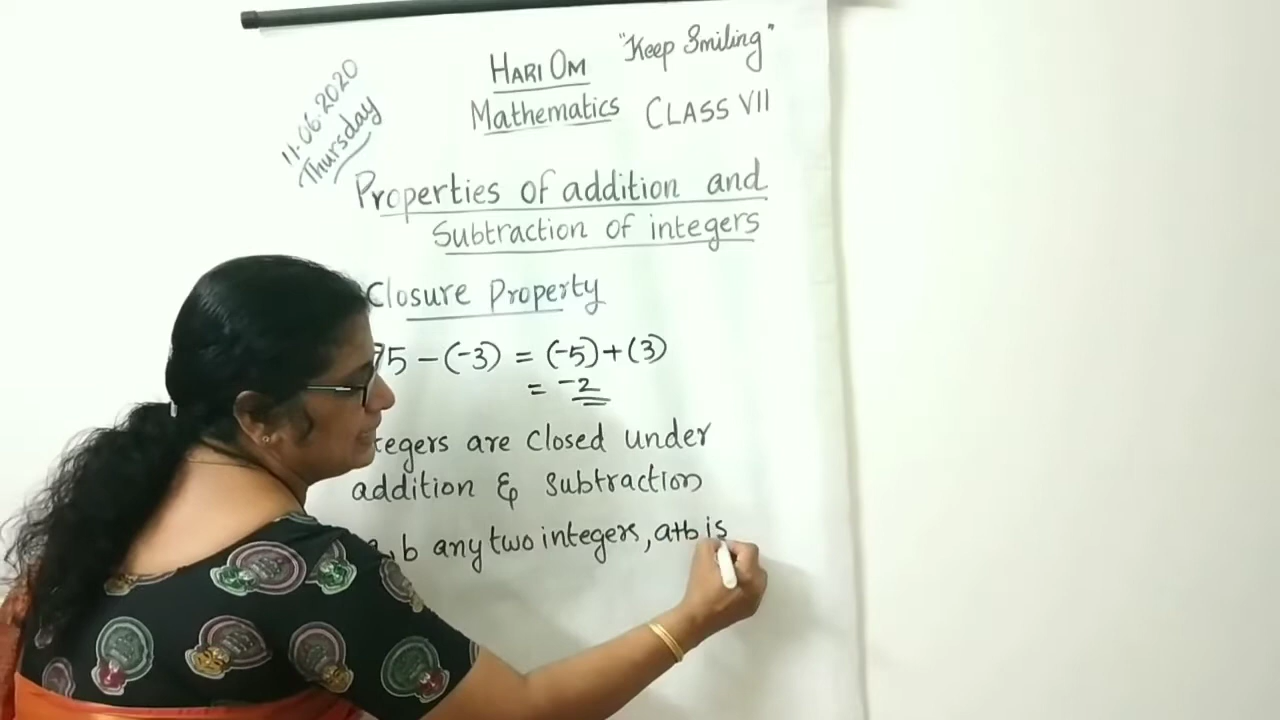 "Keep Smiling"
HARI OM
11.06.2020
Thursday
Mathematics CLASS VII
Properties of addition and
Subtraction of integers
Closure Property
5 - (-3) = (-5) + (3)
= -2
tegers are closed under
addition & subtraction
, b any two integers, a+b is